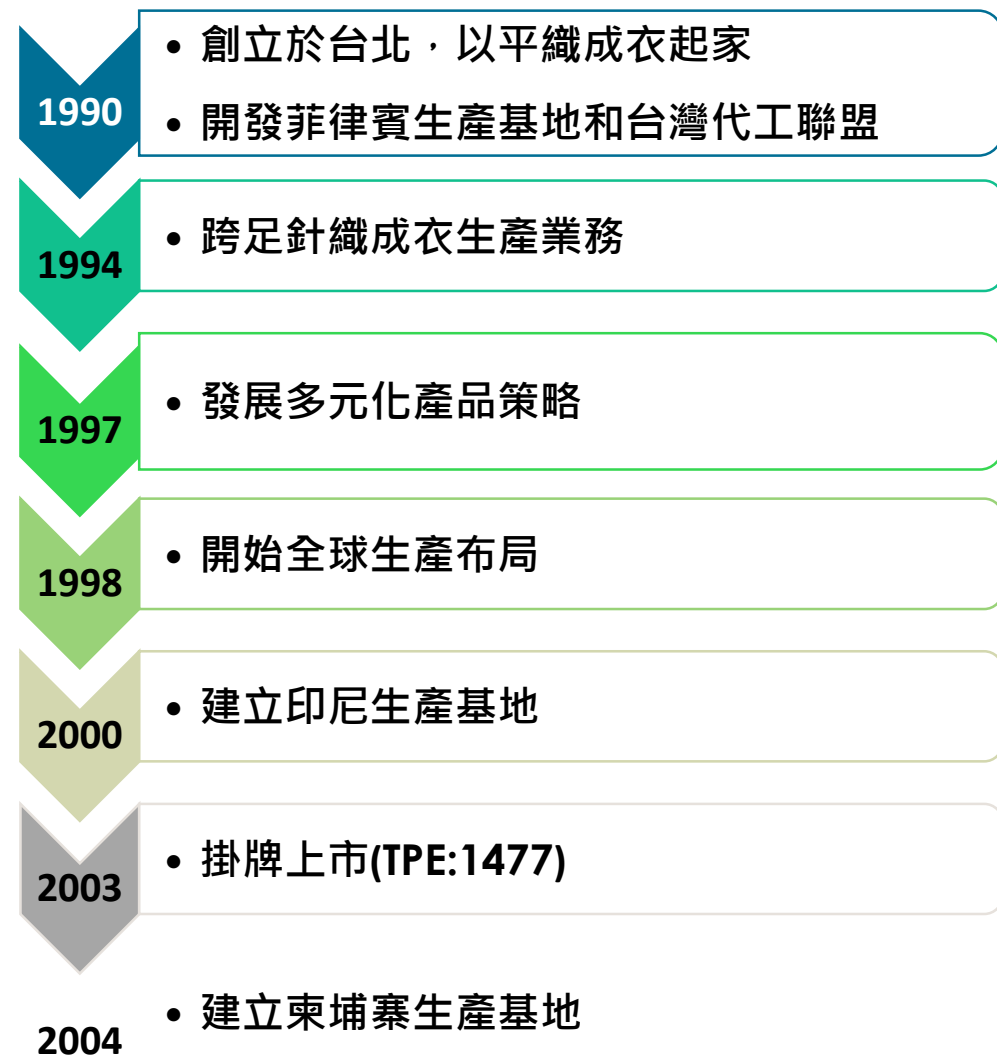 1990
• 創立於台北，以平織成衣起家
• 開發菲律賓生產基地和台灣代工聯盟
1994
• 跨足針織成衣生產業務
1997
• 發展多元化產品策略
1998
• 開始全球生產布局
2000
• 建立印尼生產基地
2003
• 掛牌上市(TPE:1477)
2004
• 建立柬埔寨生產基地